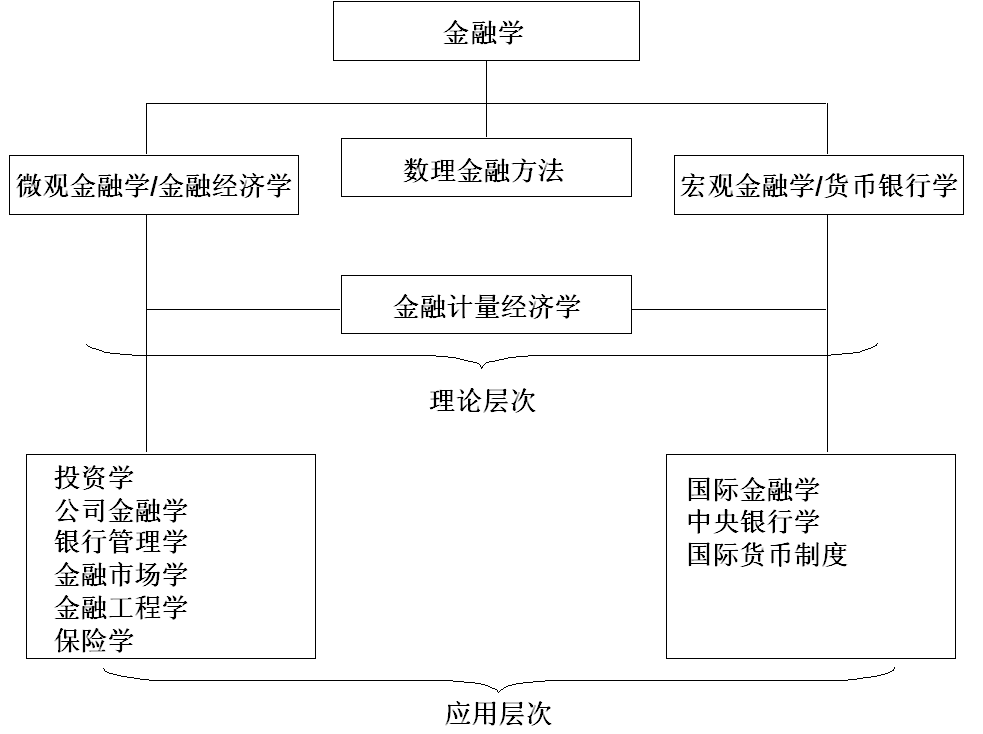 金融学
微观金融学/金融经济学
数理金融方法
宏观金融学/货币银行学
金融计量经济学
理论层次
投资学
公司金融学
银行管理学
金融市场学
金融工程学
保险学
国际金融学
中央银行学
国际货币制度
应用层次